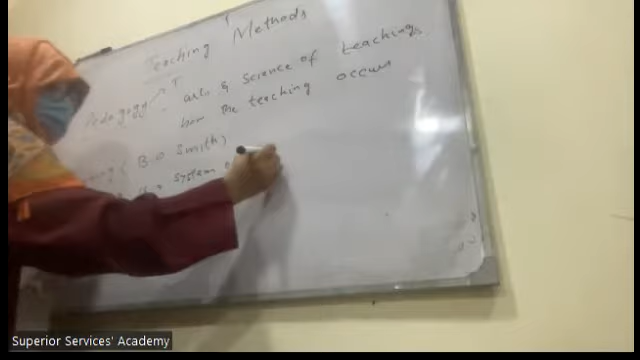 Teaching Methods
Pedagogy
arts & science of teachings
how the teaching occurs
( B.O Smith)
system
Superior Services' Academy